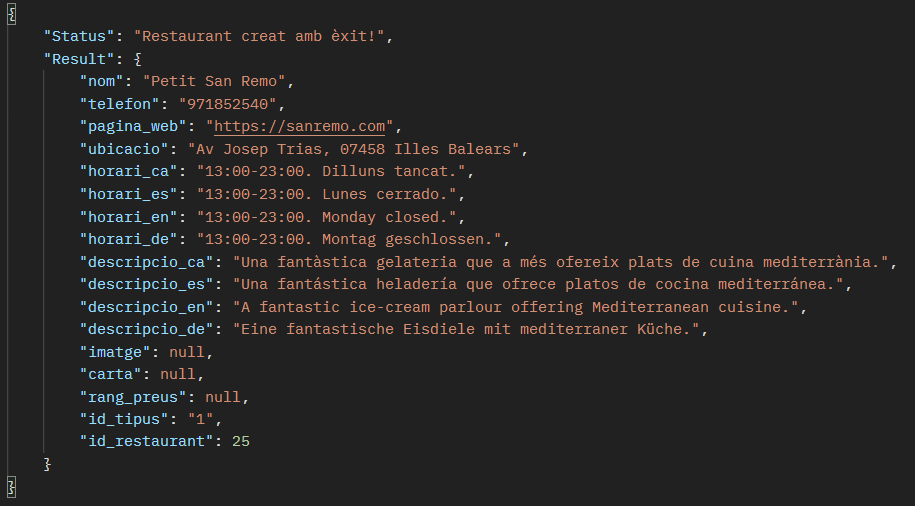 {
"Status": "Restaurant creat amb èxit!",
"Result": {
"nom": "Petit San Remo",
"telefon": "971852540",
"pagina_web": "https://sanremo.com",
"ubicacio": "Av Josep Trias, 07458 Illes Balears",
"horari_ca": "13:00-23:00. Dilluns tancat.",
"horari_es": "13:00-23:00. Lunes cerrado.",
"horari_en": "13:00-23:00. Monday closed.",
"horari_de": "13:00-23:00. Montag geschlossen.",
"descripcio_ca": "Una fantàstica gelateria que a més ofereix plats de cuina mediterrània.",
"descripcio_es": "Una fantástica heladería que ofrece platos de cocina mediterránea.",
"descripcio_en": "A fantastic ice-cream parlour offering Mediterranean cuisine.",
"descripcio_de": "Eine fantastische Eisdiele mit mediterraner Küche.",
"imatge": null,
"carta": null,
"rang_preus": null,
"id_tipus": "1",
"id_restaurant": 25
}
}